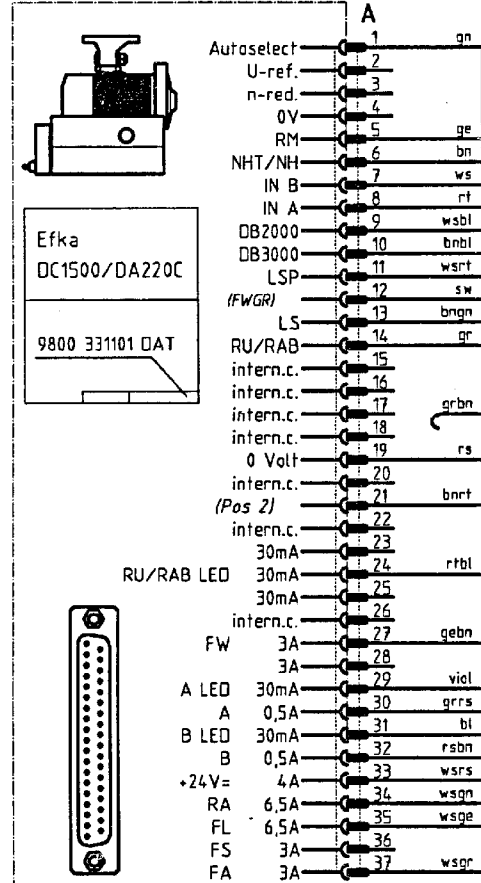 A
Autoselect 1 gn
U-ref. 2
n-red. 3
0V 4
RM 5 ge
NHT/NH 6 bn
IN B 7 ws
IN A 8 rt
DB2000 9 wsbl
DB3000 10 bnbl
LSP 11 wsrt
(FWGR) 12 sw
LS 13 bngn
RU/RAB 14 gr
intern.c. 15
intern.c. 16
intern.c. 17 grbn
intern.c. 18
0 Volt 19 rs
intern.c. 20
(Pos 2) 21 bnrt
intern.c. 22
30mA 23
RU/RAB LED 30mA 24 rtbl
30mA 25
intern.c. 26
FW 3A 27 gebn
3A 28
A LED 30mA 29 viol
A 0,5A 30 grrs
B LED 30mA 31 bl
B 0,5A 32 rsbn
+24V= 4A 33 wsrs
RA 6,5A 34 wsgn
FL 6,5A 35 wsge
FS 3A 36
FA 3A 37 wsgr
Efka
DC1500/DA220C
9800 331101 DAT